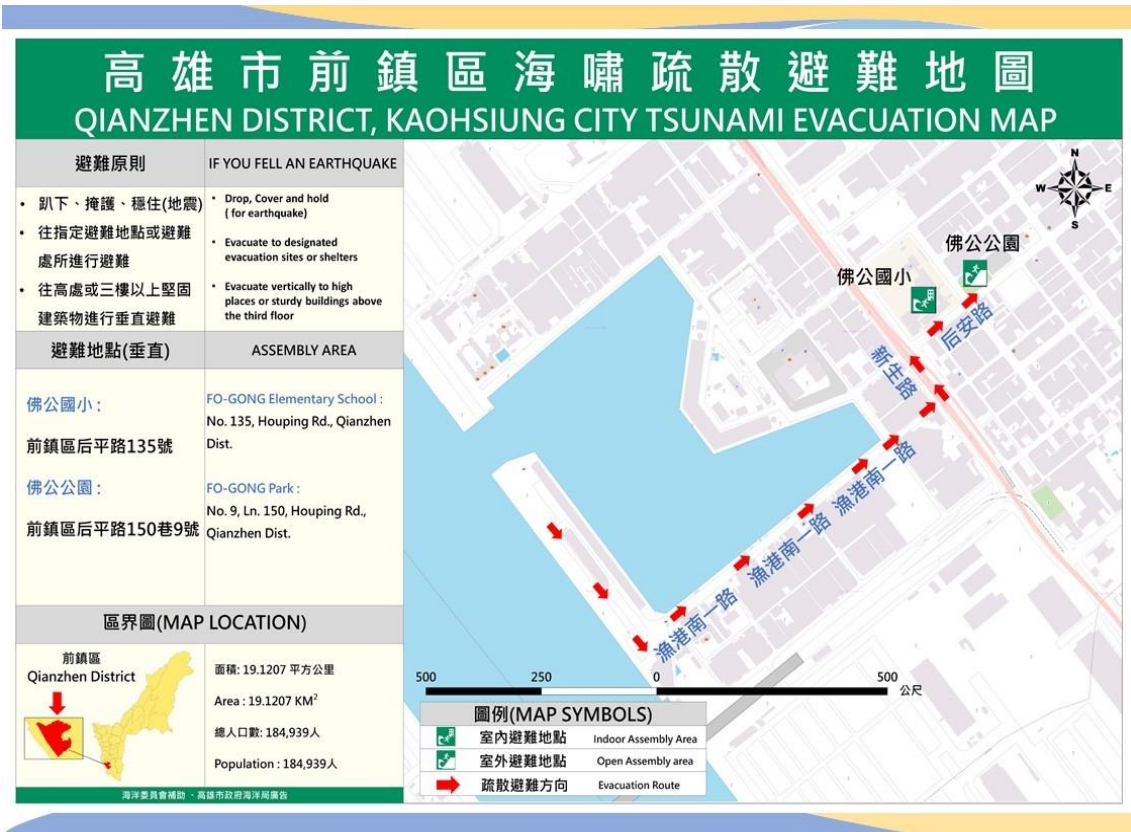 高雄市前鎮區海嘯疏散避難地圖
QIANZHEN DISTRICT, KAOHSIUNG CITY TSUNAMI EVACUATION MAP
避難原則
IF YOU FELL AN EARTHQUAKE
• 趴下、掩護、穩住(地震)
• 往指定避難地點或避難
處所進行避難
• 往高處或三樓以上堅固
建築物進行垂直避難
• Drop, Cover and hold
( for earthquake)
• Evacuate to designated
evacuation sites or shelters
• Evacuate vertically to high
places or sturdy buildings above
the third floor
避難地點(垂直)
ASSEMBLY AREA
佛公國小：
前鎮區后平路135號
佛公公園：
前鎮區后平路150巷9號
FO-GONG Elementary School :
No. 135, Houping Rd., Qianzhen
Dist.
FO-GONG Park :
No. 9, Ln. 150, Houping Rd.,
Qianzhen Dist.
區界圖(MAP LOCATION)
前鎮區
Qianzhen District
面積: 19.1207 平方公里
Area : 19.1207 KM²
總人口數: 184,939人
Population : 184,939人
海洋委員會補助、高雄市政府海洋局廣告
N
W
E
S
佛公公園
佛公國小
后安路
新生路
漁港南一路
漁港南一路
漁港南一路
500
250
0
500
公尺
圖例(MAP SYMBOLS)
室內避難地點 Indoor Assembly Area
室外避難地點 Open Assembly area
疏散避難方向 Evacuation Route